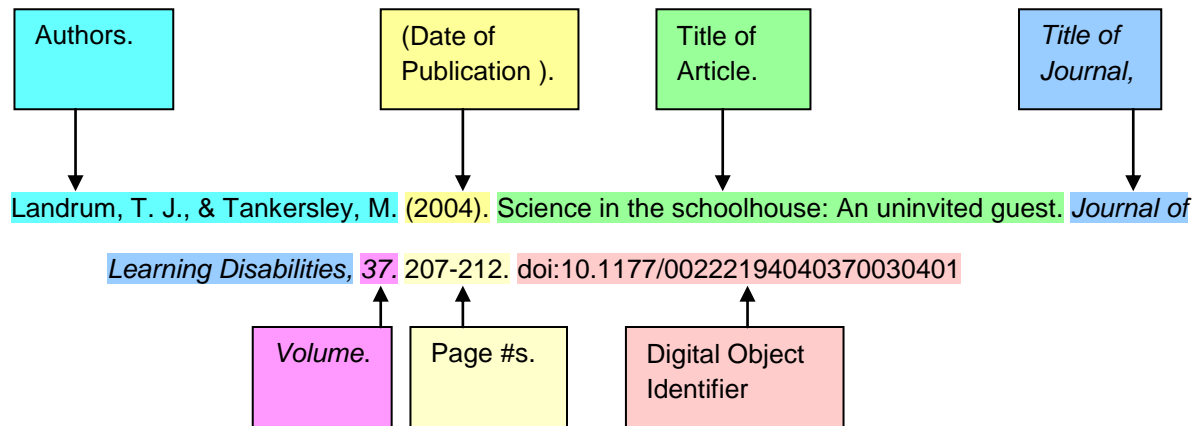 Authors.
(Date of
Publication ).
Title of
Article.
Title of
Journal,
Landrum, T. J., & Tankersley, M. (2004). Science in the schoolhouse: An uninvited guest. Journal of
Learning Disabilities, 37. 207-212. doi:10.1177/00222194040370030401
Volume.
Page #s.
Digital Object
Identifier